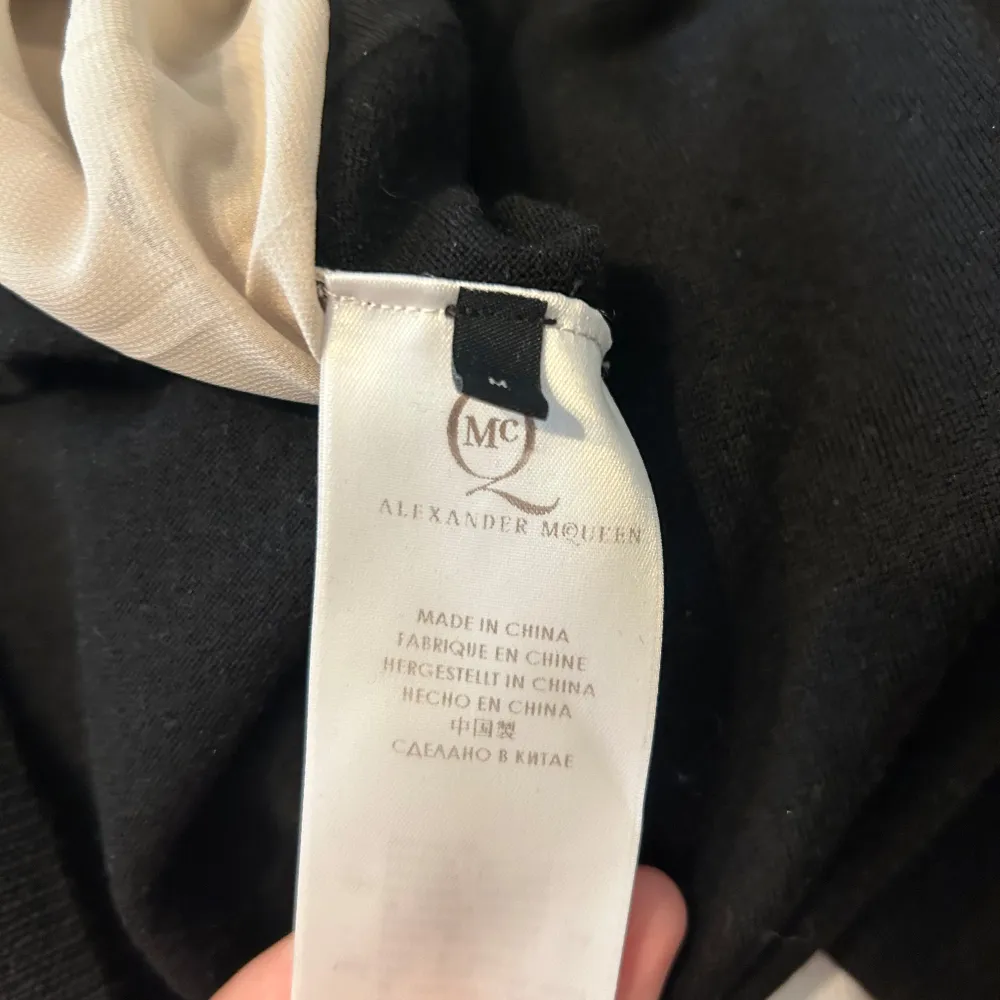 M
McQ
ALEXANDER MCQUEEN
MADE IN CHINA
FABRIQUE EN CHINE
HERGESTELLT IN CHINA
HECHO EN CHINA
中国製
СДЕЛАНО В КИТАЕ